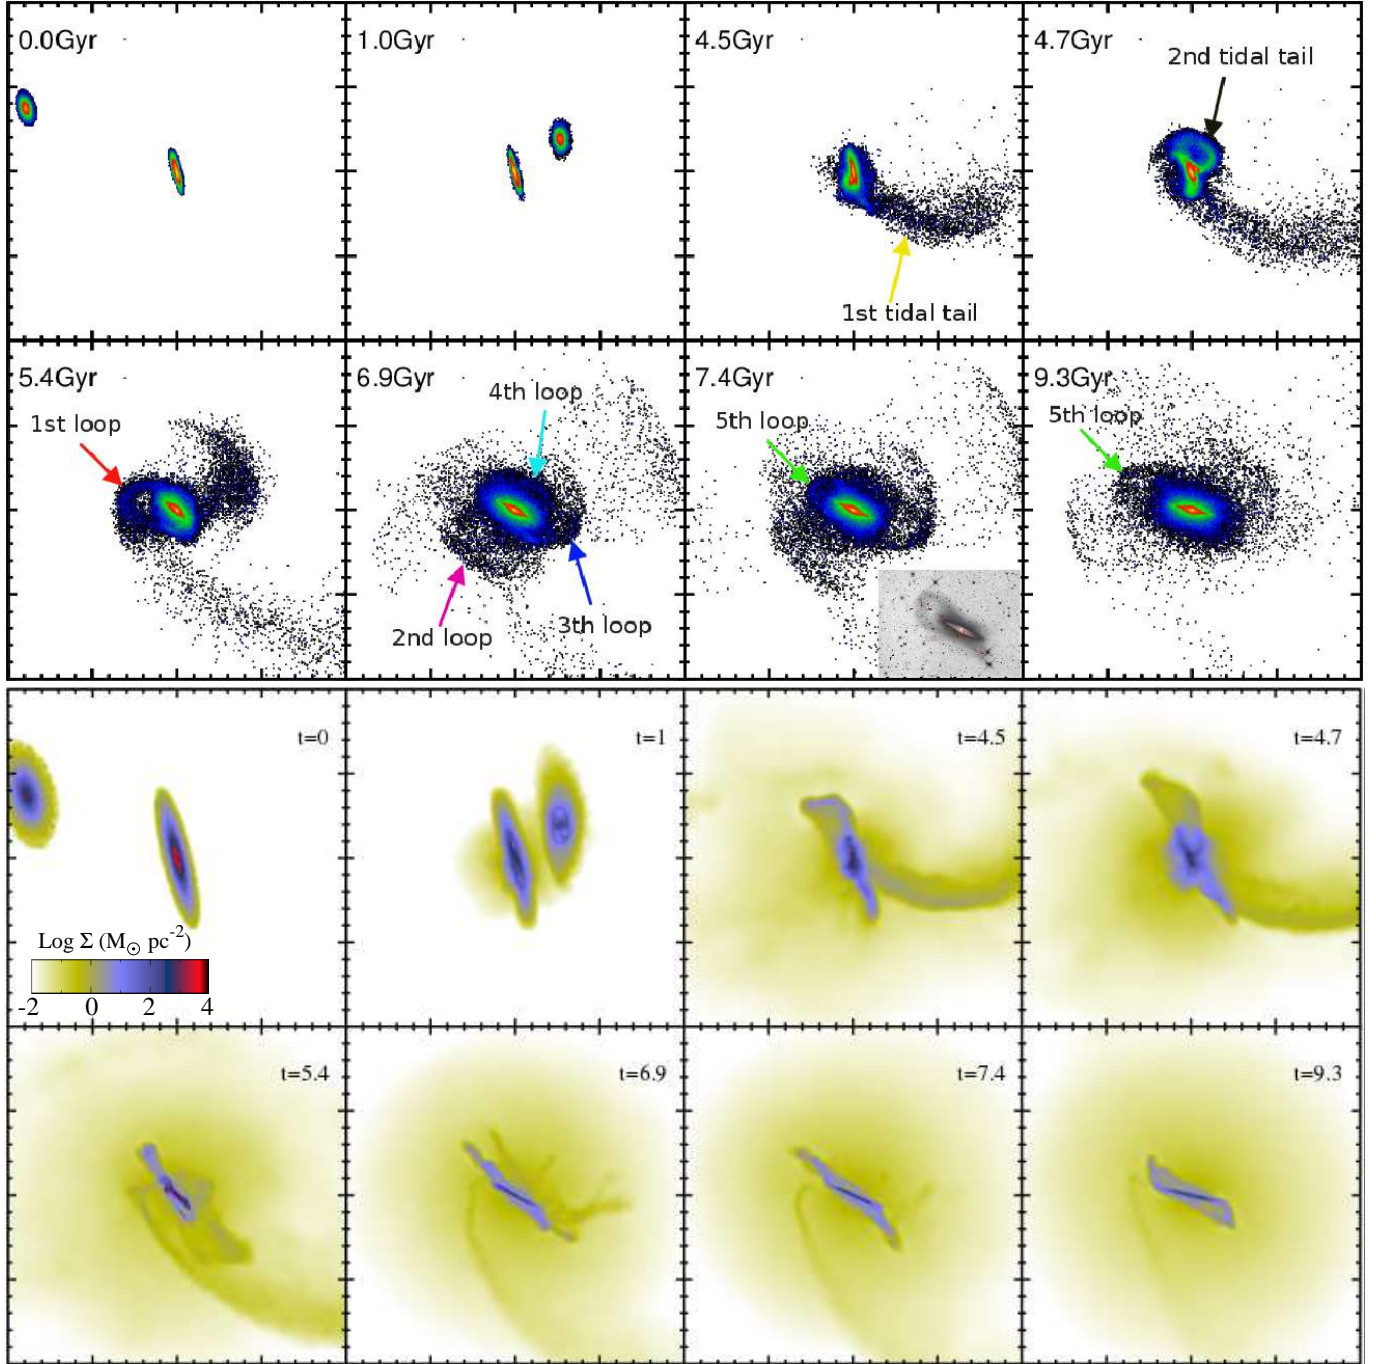 0.0Gyr
1.0Gyr
4.5Gyr
4.7Gyr
2nd tidal tail
1st tidal tail
5.4Gyr
6.9Gyr
7.4Gyr
9.3Gyr
1st loop
4th loop
5th loop
5th loop
2nd loop
3th loop
t=0
t=1
t=4.5
t=4.7
Log Σ (M☉ pc⁻²)
-2 0 2 4
t=5.4
t=6.9
t=7.4
t=9.3